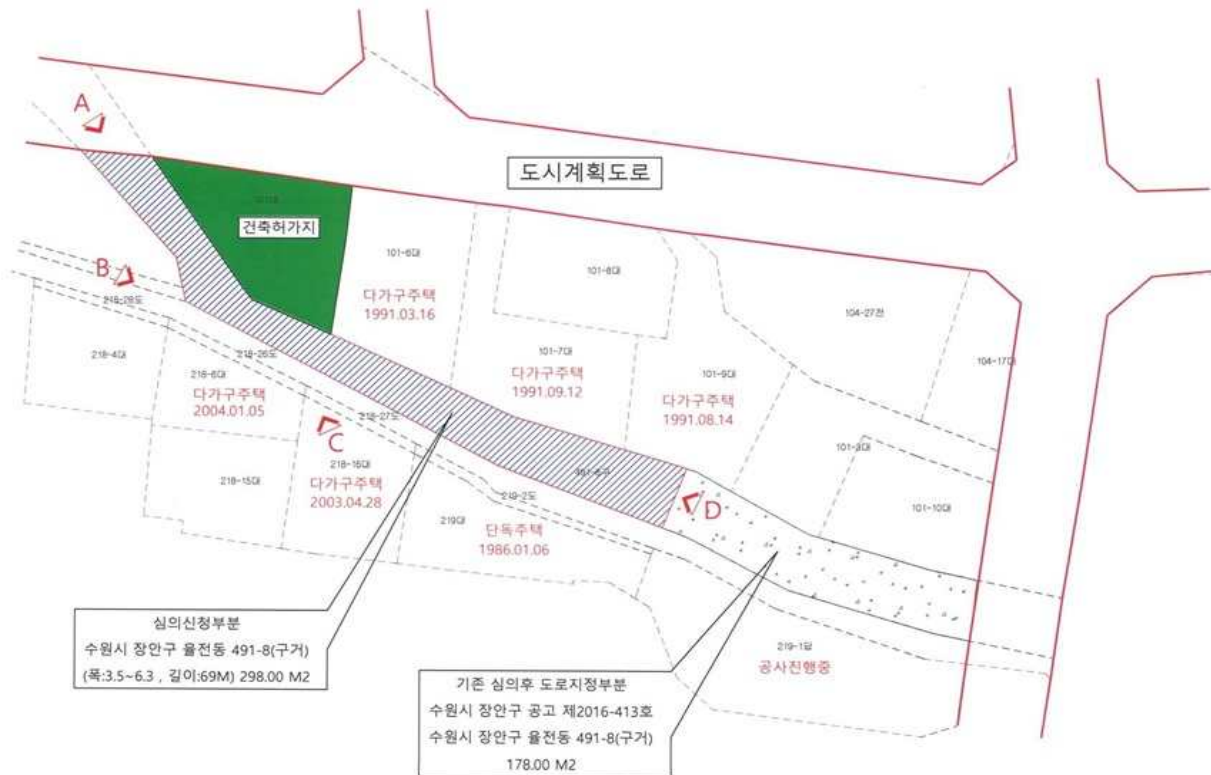 A
도시계획도로
건축허가지
B
101-6대
다가구주택
1991.03.16
101-8대
104-27전
104-17대
218-28도
218-4대
218-26도
218-6대
다가구주택
2004.01.05
101-7대
다가구주택
1991.09.12
101-9대
다가구주택
1991.08.14
218-27도
C
218-15대
218-16대
다가구주택
2003.04.28
101-3대
101-10대
D
219-2도
219대
단독주택
1986.01.06
심의신청부분
수원시 장안구 율전동 491-8(구거)
(폭:3.5~6.3 , 길이:69M) 298.00 M2
219-1답
공사진행중
기존 심의후 도로지정부분
수원시 장안구 공고 제2016-413호
수원시 장안구 율전동 491-8(구거)
178.00 M2